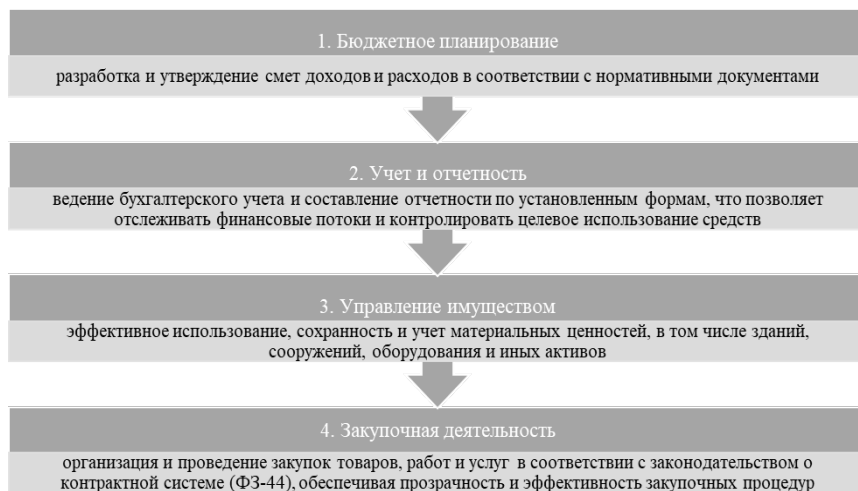 1. Бюджетное планирование
разработка и утверждение смет доходов и расходов в соответствии с нормативными документами
2. Учет и отчетность
ведение бухгалтерского учета и составление отчетности по установленным формам, что позволяет
отслеживать финансовые потоки и контролировать целевое использование средств
3. Управление имуществом
эффективное использование, сохранность и учет материальных ценностей, в том числе зданий,
сооружений, оборудования и иных активов
4. Закупочная деятельность
организация и проведение закупок товаров, работ и услуг в соответствии с законодательством о
контрактной системе (ФЗ-44), обеспечивая прозрачность и эффективность закупочных процедур